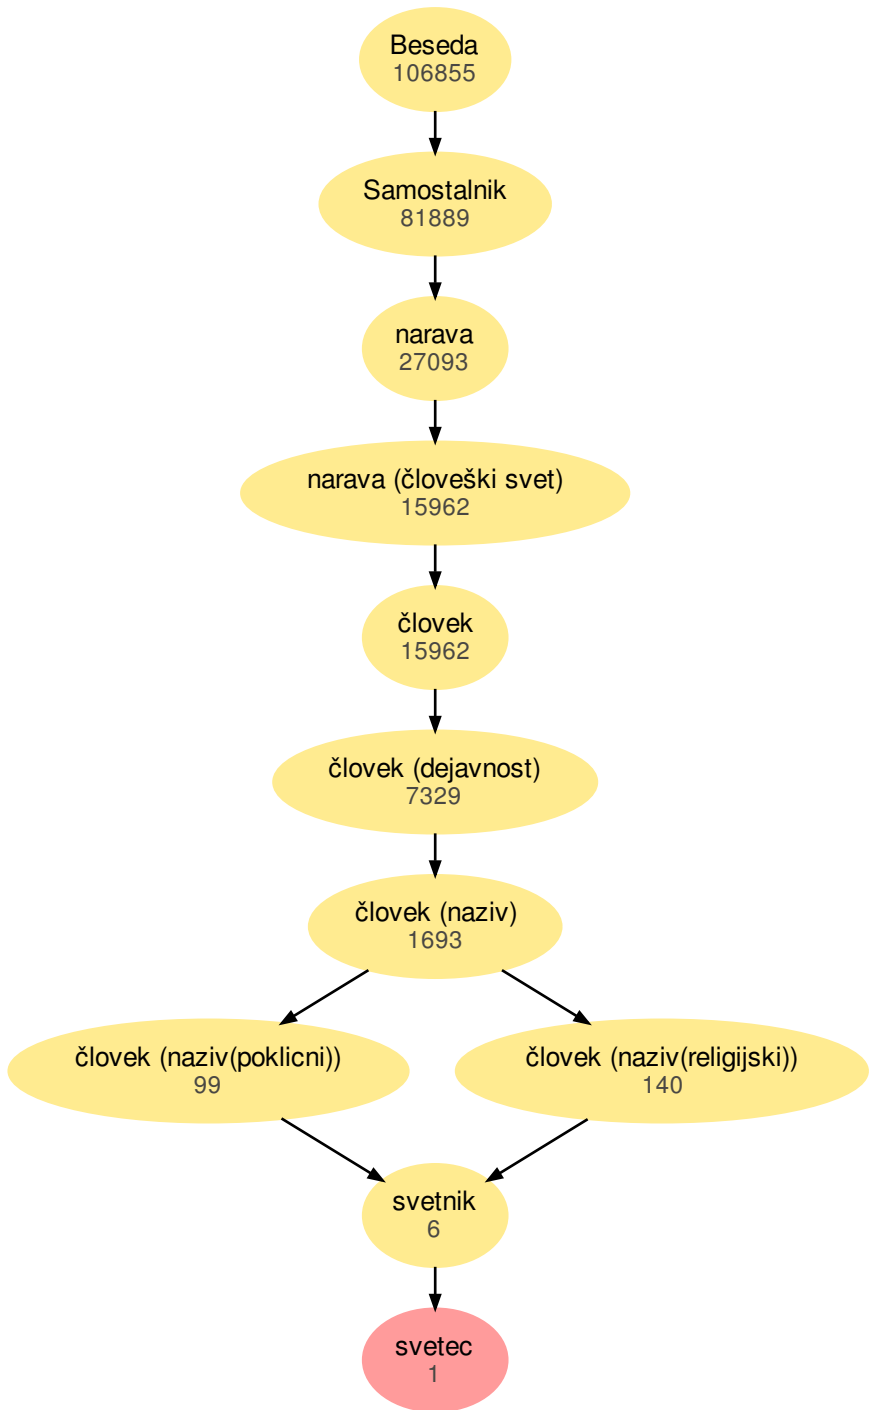 Beseda
106855
Samostalnik
81889
narava
27093
narava (človeški svet)
15962
človek
15962
človek (dejavnost)
7329
človek (naziv)
1693
človek (naziv(poklicni))
99
človek (naziv(religijski))
140
svetnik
6
svetec
1